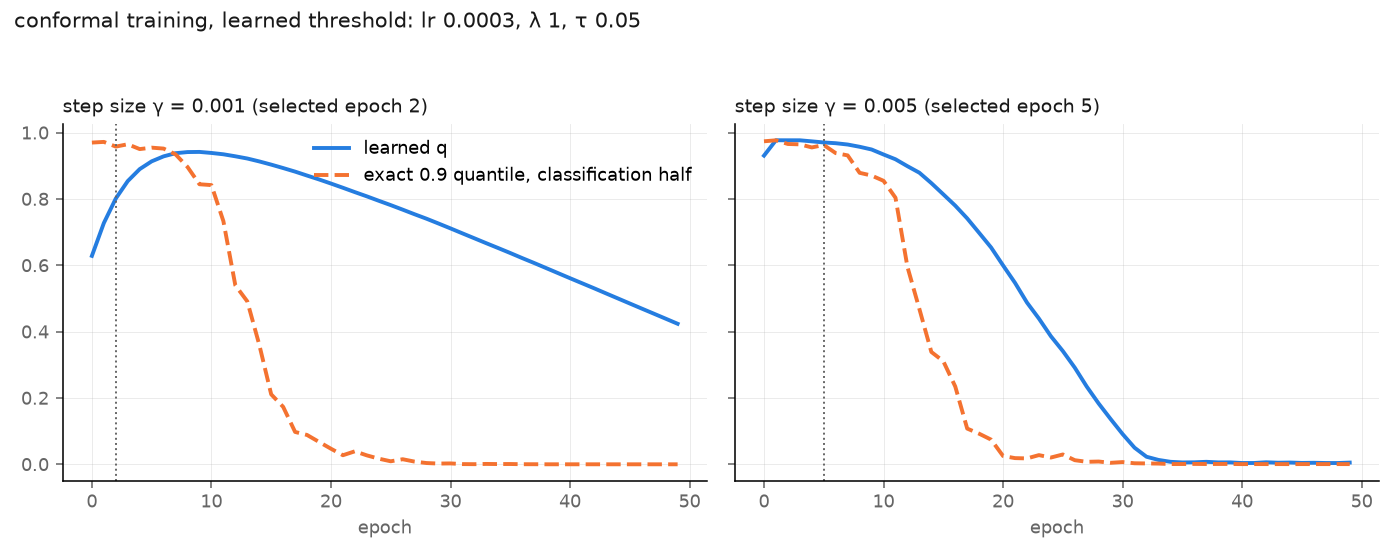 conformal training, learned threshold: lr 0.0003, λ 1, τ 0.05
step size γ = 0.001 (selected epoch 2)
step size γ = 0.005 (selected epoch 5)
learned q
exact 0.9 quantile, classification half
1.0
0.8
0.6
0.4
0.2
0.0
0 10 20 30 40 50
0 10 20 30 40 50
epoch
epoch